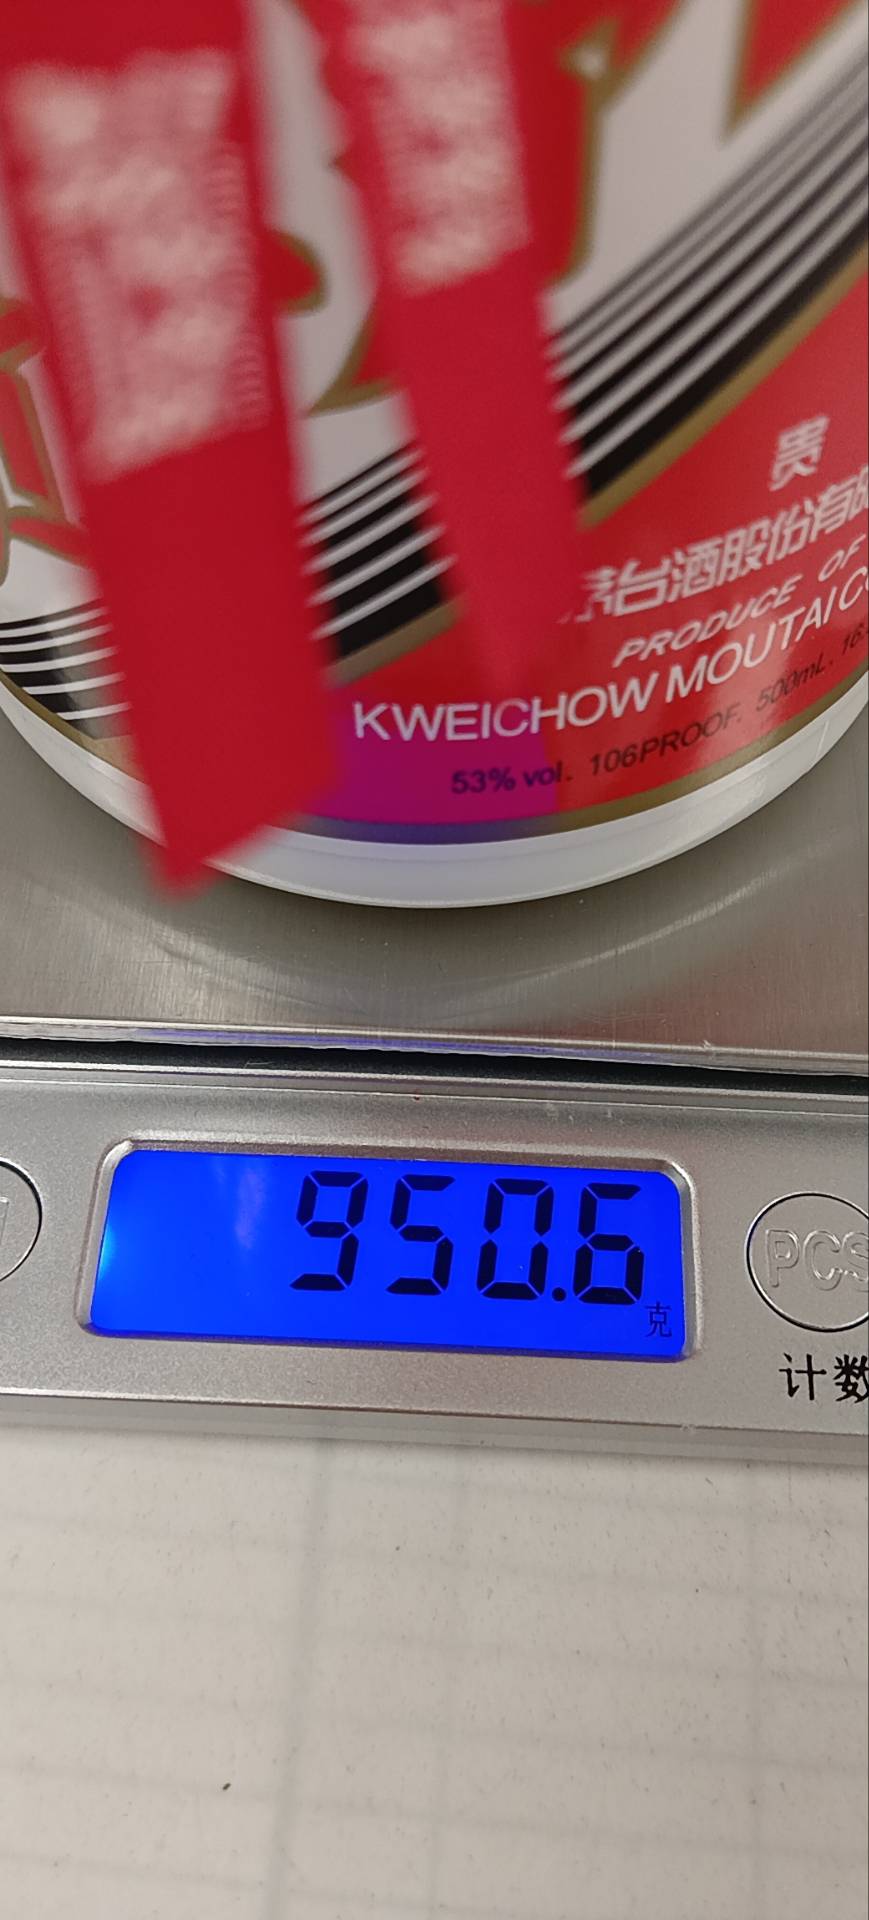 贵
茅台酒股份有
PRODUCE OF
KWEICHOW MOUTAI
53% vol. 106PROOF. 500mL.
950.6
克
PCS
计数